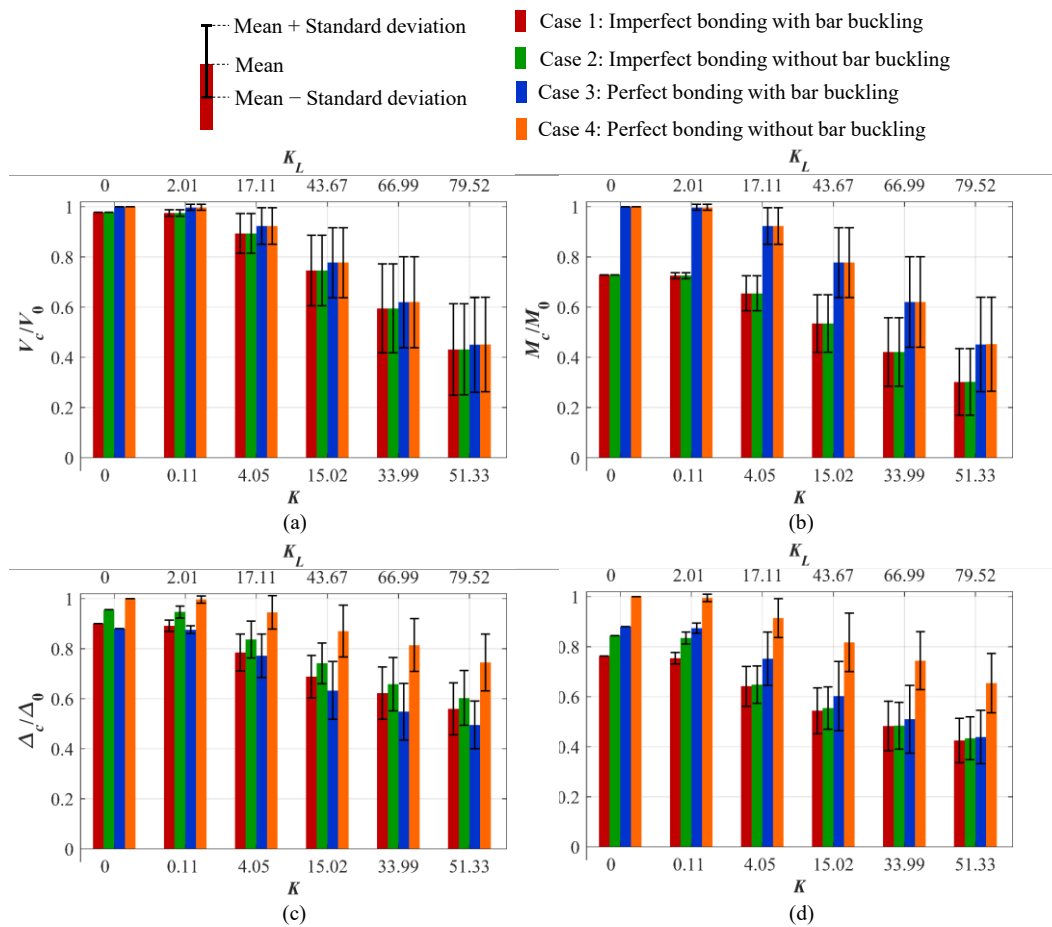 Mean + Standard deviation
Mean
Mean − Standard deviation
Case 1: Imperfect bonding with bar buckling
Case 2: Imperfect bonding without bar buckling
Case 3: Perfect bonding with bar buckling
Case 4: Perfect bonding without bar buckling
K_L
0 2.01 17.11 43.67 66.99 79.52
1
0.8
0.6
0.4
0.2
0
V_c/V_0
0 0.11 4.05 15.02 33.99 51.33
K
(a)
K_L
0 2.01 17.11 43.67 66.99 79.52
1
0.8
0.6
0.4
0.2
0
M_c/M_0
0 0.11 4.05 15.02 33.99 51.33
K
(b)
K_L
0 2.01 17.11 43.67 66.99 79.52
1
0.8
0.6
0.4
0.2
0
Δ_c/Δ_0
0 0.11 4.05 15.02 33.99 51.33
K
(c)
K_L
0 2.01 17.11 43.67 66.99 79.52
1
0.8
0.6
0.4
0.2
0
Δ_c/Δ_0
0 0.11 4.05 15.02 33.99 51.33
K
(d)